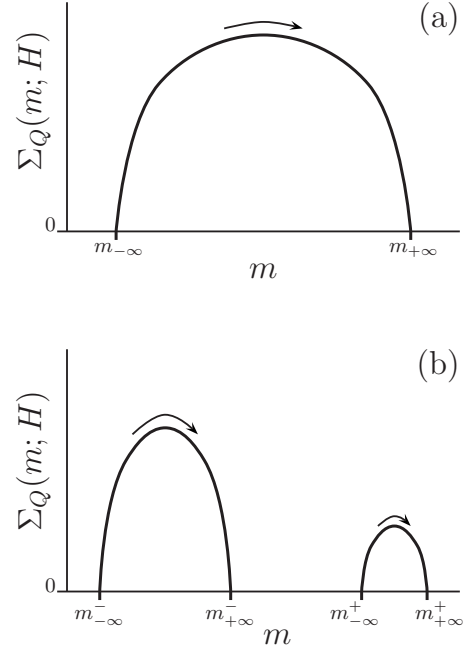 (a)
Σ_Q(m; H)
0
m_{−∞} m_{+∞}
m
(b)
Σ_Q(m; H)
0
m^−_{−∞} m^−_{+∞} m^+_{−∞} m^+_{+∞}
m